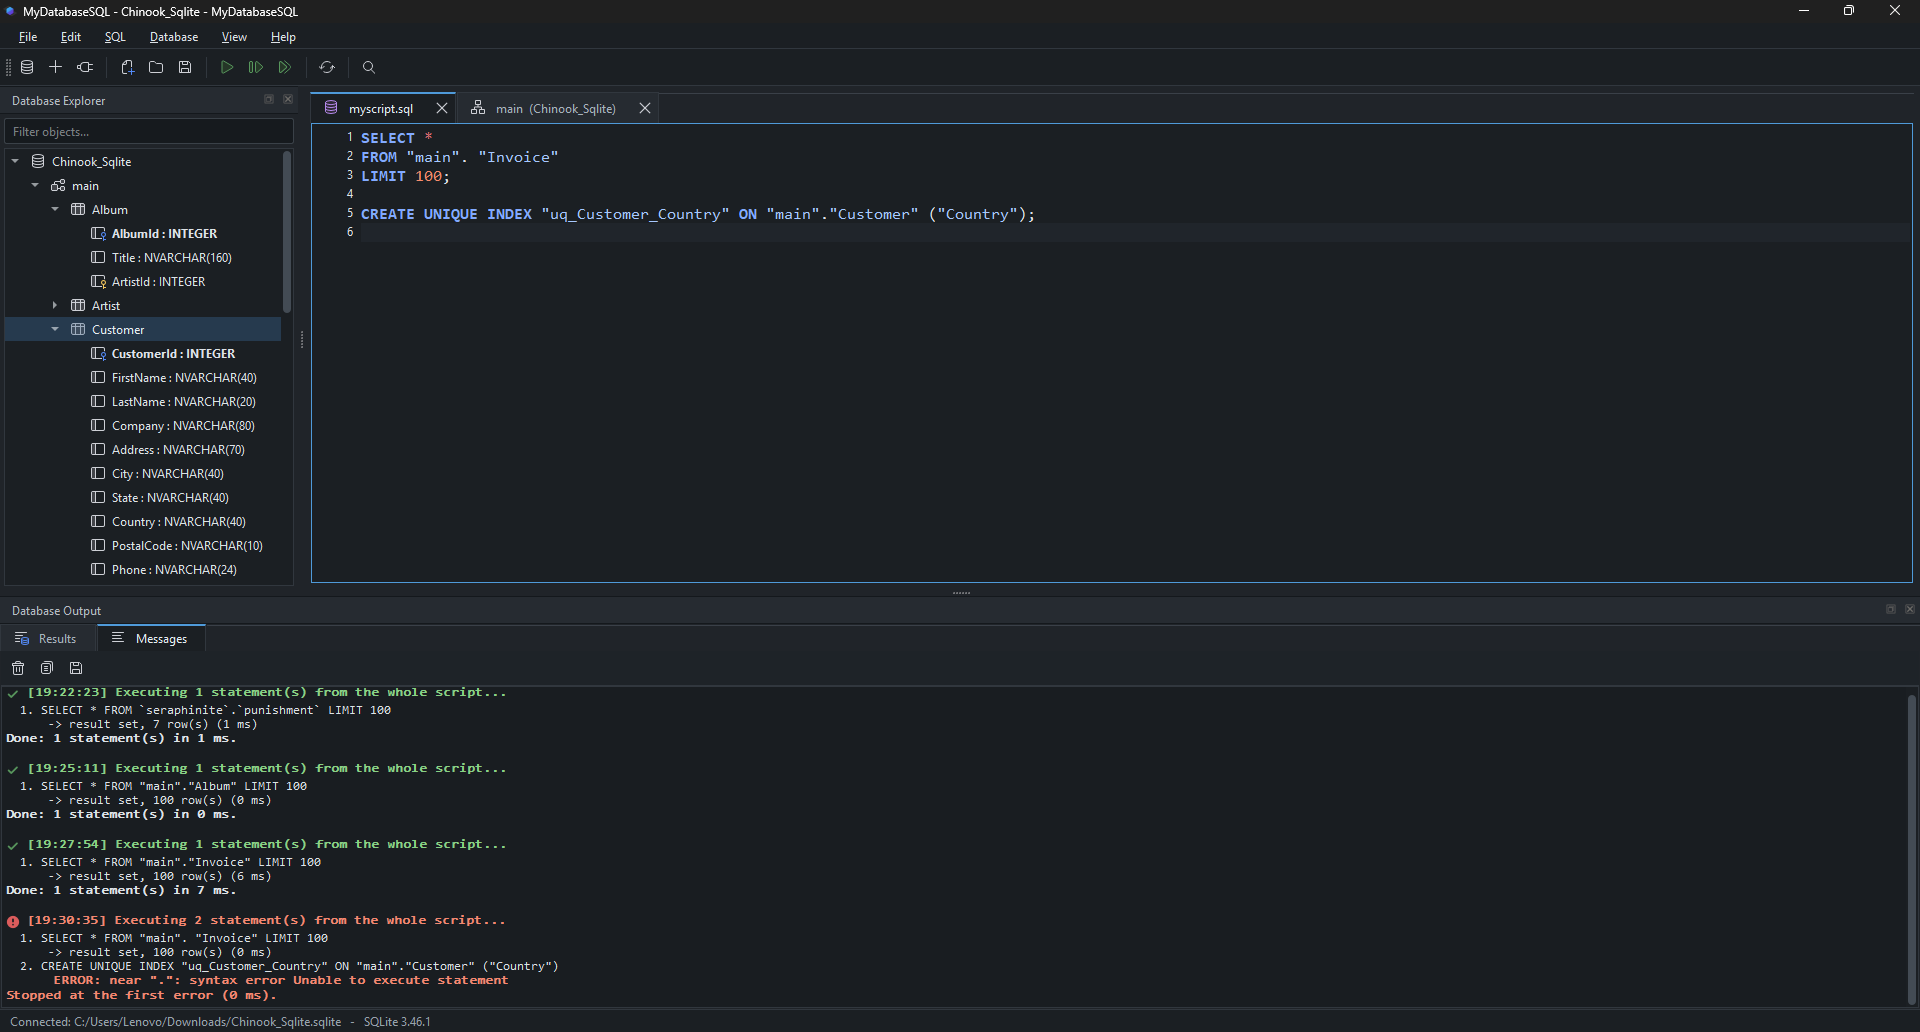 MyDatabaseSQL - Chinook_Sqlite - MyDatabaseSQL
File Edit SQL Database View Help
Database Explorer
Filter objects...
Chinook_Sqlite
main
Album
AlbumId : INTEGER
Title : NVARCHAR(160)
ArtistId : INTEGER
Artist
Customer
CustomerId : INTEGER
FirstName : NVARCHAR(40)
LastName : NVARCHAR(20)
Company : NVARCHAR(80)
Address : NVARCHAR(70)
City : NVARCHAR(40)
State : NVARCHAR(40)
Country : NVARCHAR(40)
PostalCode : NVARCHAR(10)
Phone : NVARCHAR(24)
myscript.sql main (Chinook_Sqlite)
1 SELECT *
2 FROM "main". "Invoice"
3 LIMIT 100;
4
5 CREATE UNIQUE INDEX "uq_Customer_Country" ON "main"."Customer" ("Country");
6
Database Output
Results Messages
[19:22:23] Executing 1 statement(s) from the whole script...
1. SELECT * FROM `seraphinite`.`punishment` LIMIT 100
-> result set, 7 row(s) (1 ms)
Done: 1 statement(s) in 1 ms.
[19:25:11] Executing 1 statement(s) from the whole script...
1. SELECT * FROM "main"."Album" LIMIT 100
-> result set, 100 row(s) (0 ms)
Done: 1 statement(s) in 0 ms.
[19:27:54] Executing 1 statement(s) from the whole script...
1. SELECT * FROM "main"."Invoice" LIMIT 100
-> result set, 100 row(s) (6 ms)
Done: 1 statement(s) in 7 ms.
[19:30:35] Executing 2 statement(s) from the whole script...
1. SELECT * FROM "main". "Invoice" LIMIT 100
-> result set, 100 row(s) (0 ms)
2. CREATE UNIQUE INDEX "uq_Customer_Country" ON "main"."Customer" ("Country")
ERROR: near ".": syntax error Unable to execute statement
Stopped at the first error (0 ms).
Connected: C:/Users/Lenovo/Downloads/Chinook_Sqlite.sqlite - SQLite 3.46.1